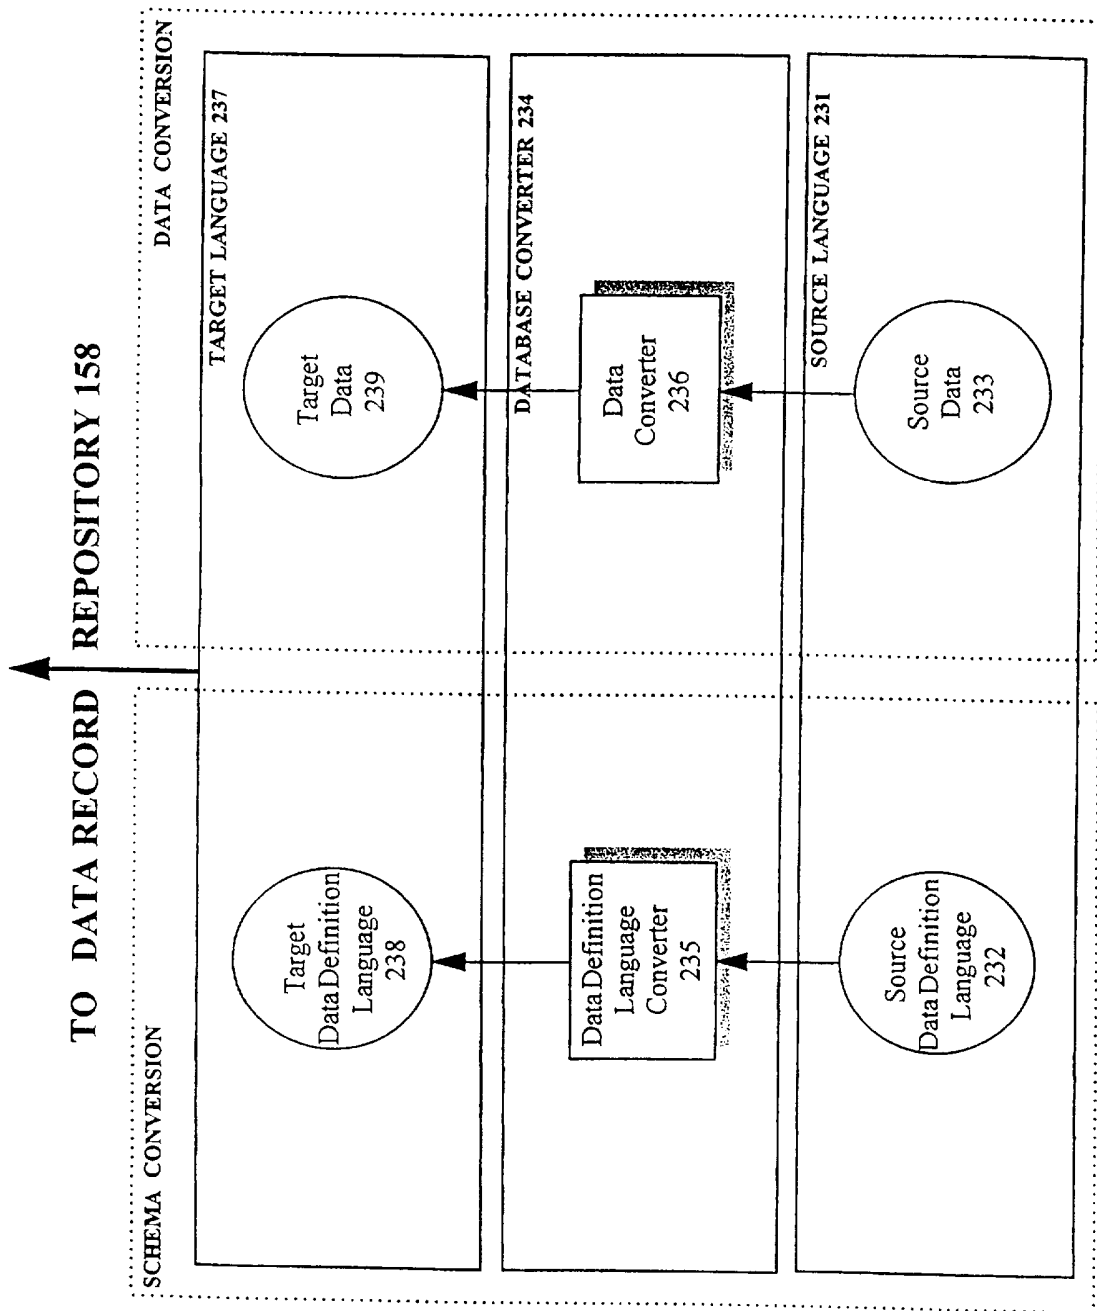 TO DATA RECORD REPOSITORY 158
SCHEMA CONVERSION
DATA CONVERSION
TARGET LANGUAGE 237
Target
Data Definition
Language
238
Target
Data
239
DATABASE CONVERTER 234
Data Definition
Language
Converter
235
Data
Converter
236
SOURCE LANGUAGE 231
Source
Data Definition
Language
232
Source
Data
233